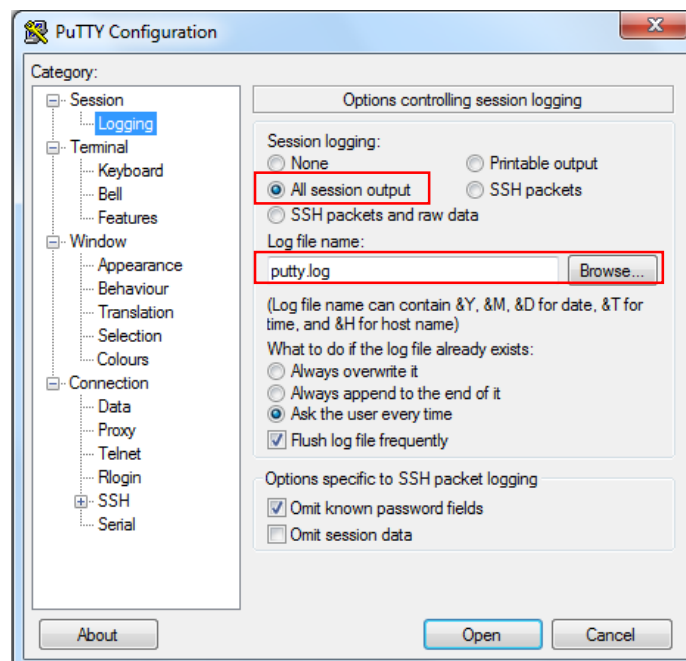 PuTTY Configuration
Category:
Session
Logging
Terminal
Keyboard
Bell
Features
Window
Appearance
Behaviour
Translation
Selection
Colours
Connection
Data
Proxy
Telnet
Rlogin
SSH
Serial
Options controlling session logging
Session logging:
None
Printable output
All session output
SSH packets
SSH packets and raw data
Log file name:
putty.log
Browse...
(Log file name can contain &Y, &M, &D for date, &T for
time, and &H for host name)
What to do if the log file already exists:
Always overwrite it
Always append to the end of it
Ask the user every time
Flush log file frequently
Options specific to SSH packet logging
Omit known password fields
Omit session data
About
Open
Cancel